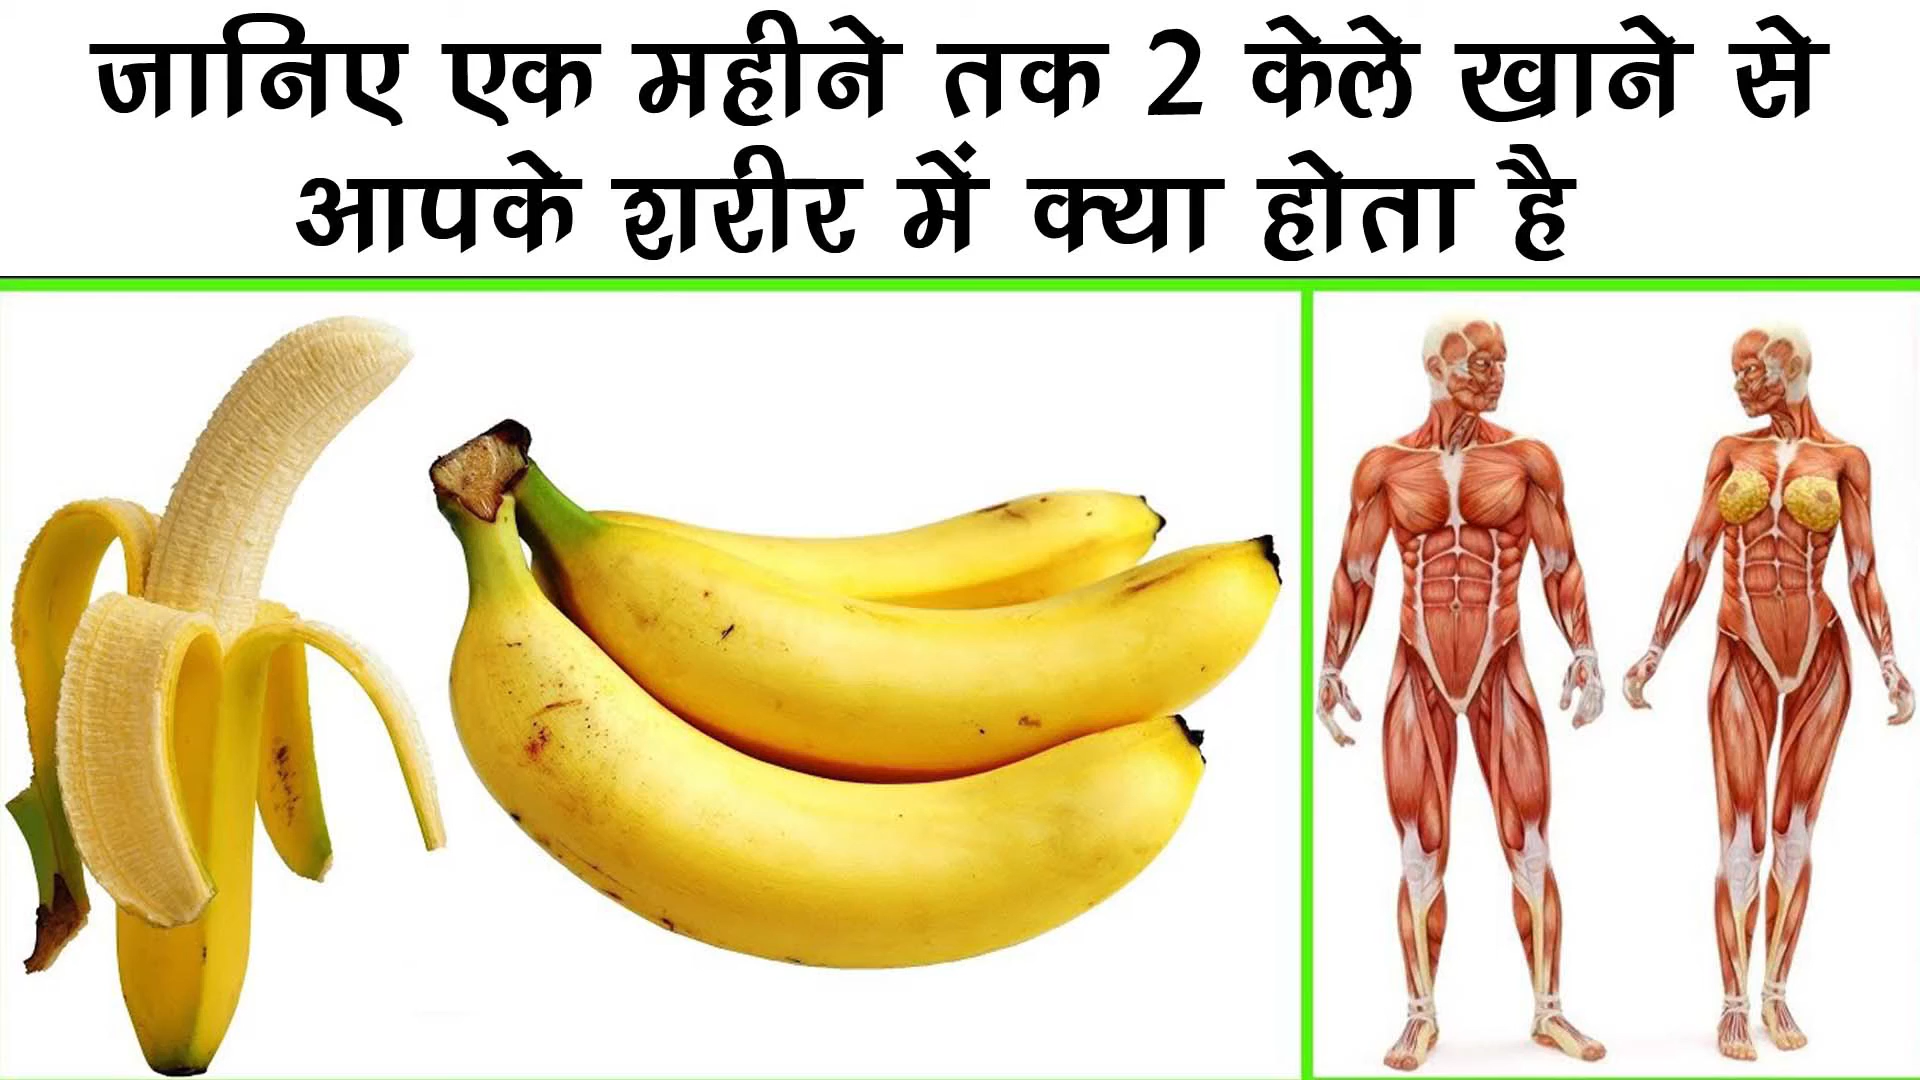 जानिए एक महीने तक 2 केले खाने से
आपके शरीर में क्या होता है